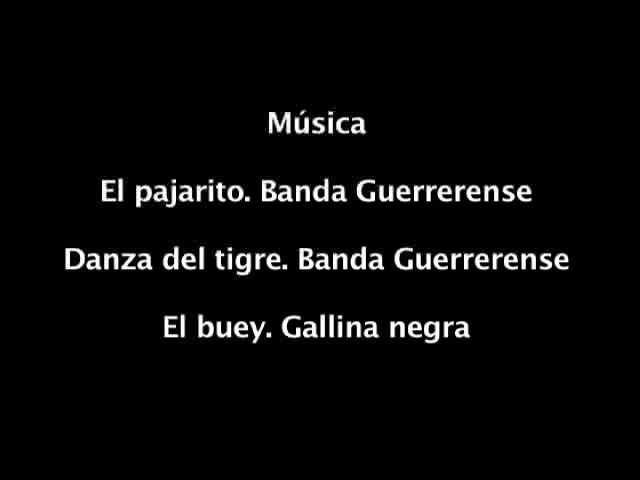 Música
El pajarito. Banda Guerrerense
Danza del tigre. Banda Guerrerense
El buey. Gallina negra